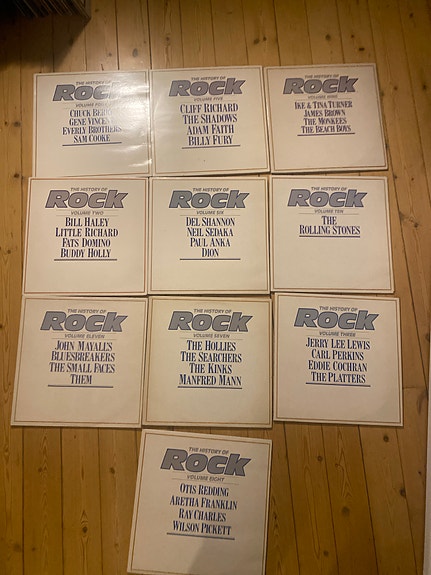 THE HISTORY OF
ROCK
VOLUME FOUR
CHUCK BERRY
GENE VINCENT
EVERLY BROTHERS
SAM COOKE
THE HISTORY OF
ROCK
VOLUME FIVE
CLIFF RICHARD
THE SHADOWS
ADAM FAITH
BILLY FURY
THE HISTORY OF
ROCK
VOLUME NINE
IKE & TINA TURNER
JAMES BROWN
THE MONKEES
THE BEACH BOYS
THE HISTORY OF
ROCK
VOLUME TWO
BILL HALEY
LITTLE RICHARD
FATS DOMINO
BUDDY HOLLY
THE HISTORY OF
ROCK
VOLUME SIX
DEL SHANNON
NEIL SEDAKA
PAUL ANKA
DION
THE HISTORY OF
ROCK
VOLUME TEN
THE
ROLLING STONES
THE HISTORY OF
ROCK
VOLUME ELEVEN
JOHN MAYALL'S
BLUESBREAKERS
THE SMALL FACES
THEM
THE HISTORY OF
ROCK
VOLUME SEVEN
THE HOLLIES
THE SEARCHERS
THE KINKS
MANFRED MANN
THE HISTORY OF
ROCK
VOLUME THREE
JERRY LEE LEWIS
CARL PERKINS
EDDIE COCHRAN
THE PLATTERS
THE HISTORY OF
ROCK
VOLUME EIGHT
OTIS REDDING
ARETHA FRANKLIN
RAY CHARLES
WILSON PICKETT